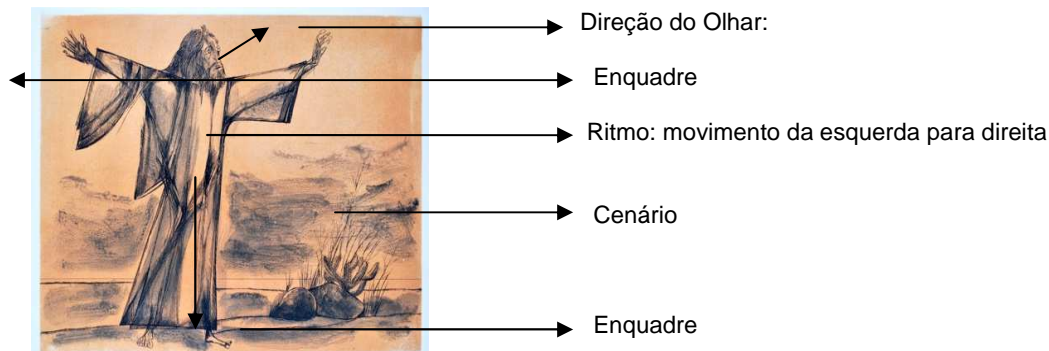 Direção do Olhar:
Enquadre
Ritmo: movimento da esquerda para direita
Cenário
Enquadre